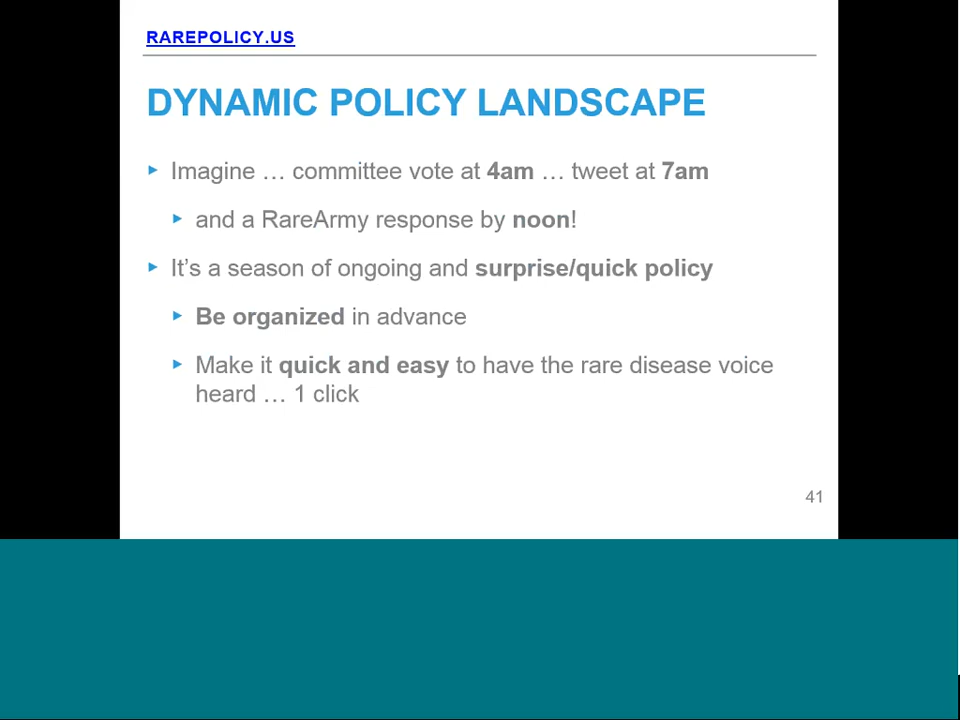 RAREPOLICY.US
DYNAMIC POLICY LANDSCAPE
Imagine … committee vote at 4am … tweet at 7am
and a RareArmy response by noon!
It’s a season of ongoing and surprise/quick policy
Be organized in advance
Make it quick and easy to have the rare disease voice
heard … 1 click
41